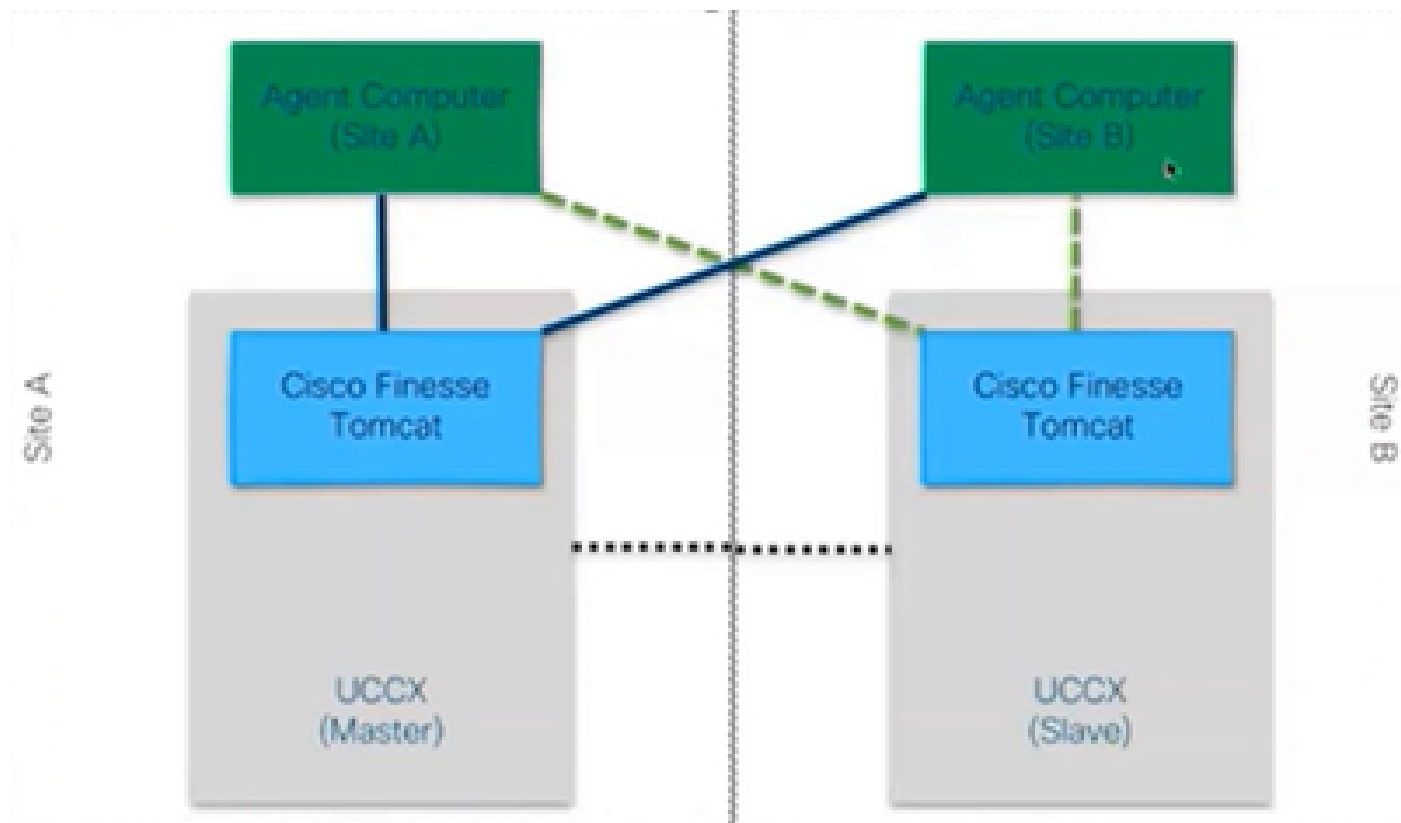 Agent Computer
(Site A)
Agent Computer
(Site B)
Site A
Cisco Finesse
Tomcat
Cisco Finesse
Tomcat
Site B
UCCX
(Master)
UCCX
(Slave)